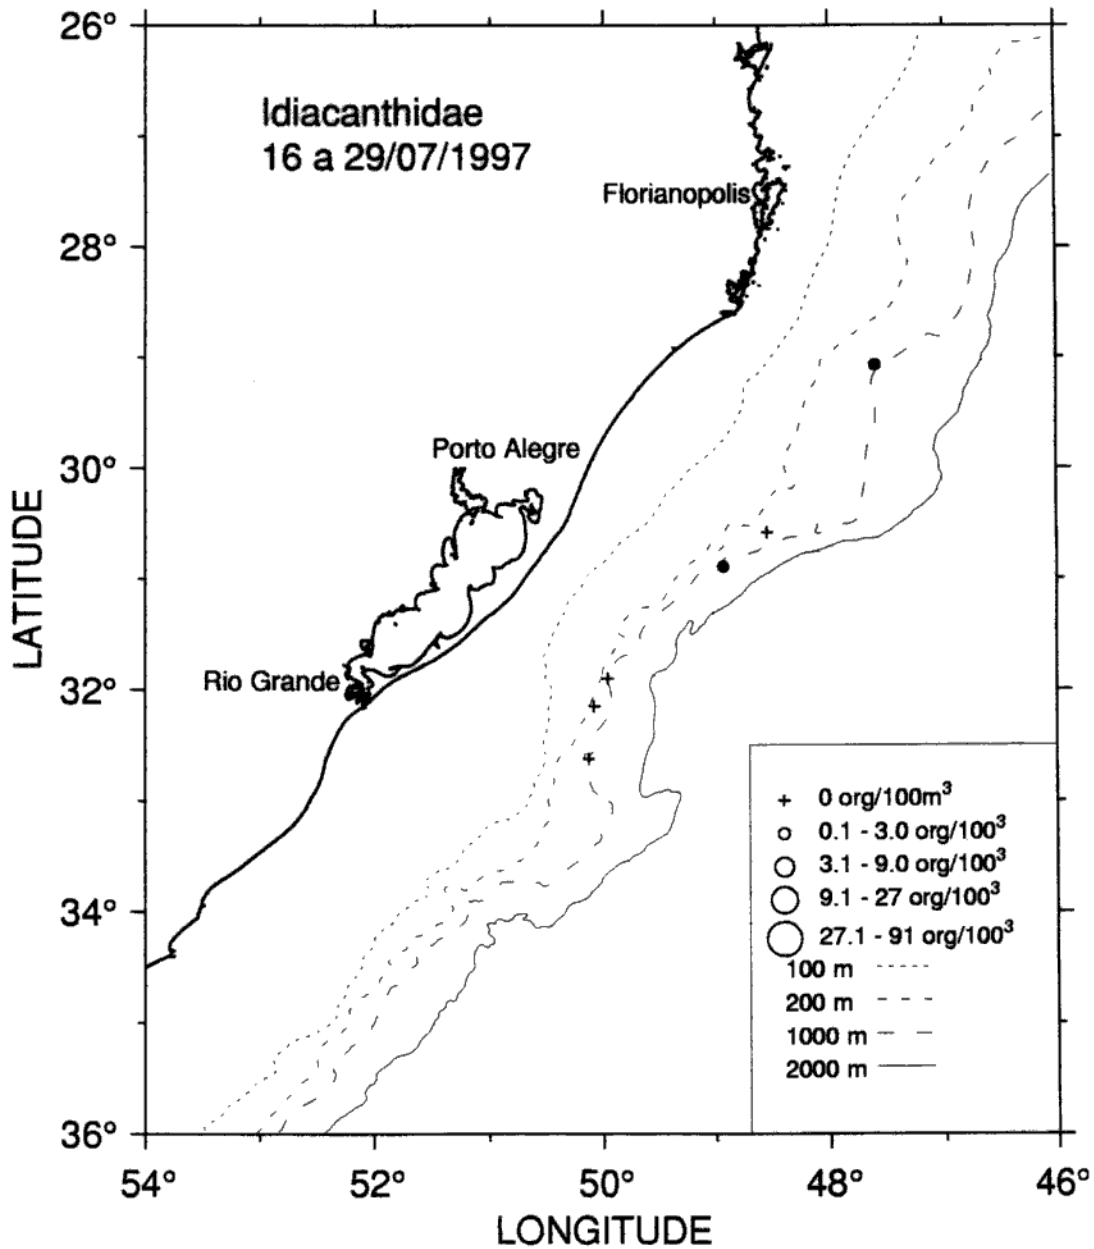 26°
Idiacanthidae
16 a 29/07/1997
Florianopolis
28°
Porto Alegre
30°
LATITUDE
Rio Grande
32°
+ 0 org/100m³
0.1 - 3.0 org/100³
3.1 - 9.0 org/100³
9.1 - 27 org/100³
27.1 - 91 org/100³
34°
100 m
200 m
1000 m
2000 m
36°
54° 52° 50° 48° 46°
LONGITUDE